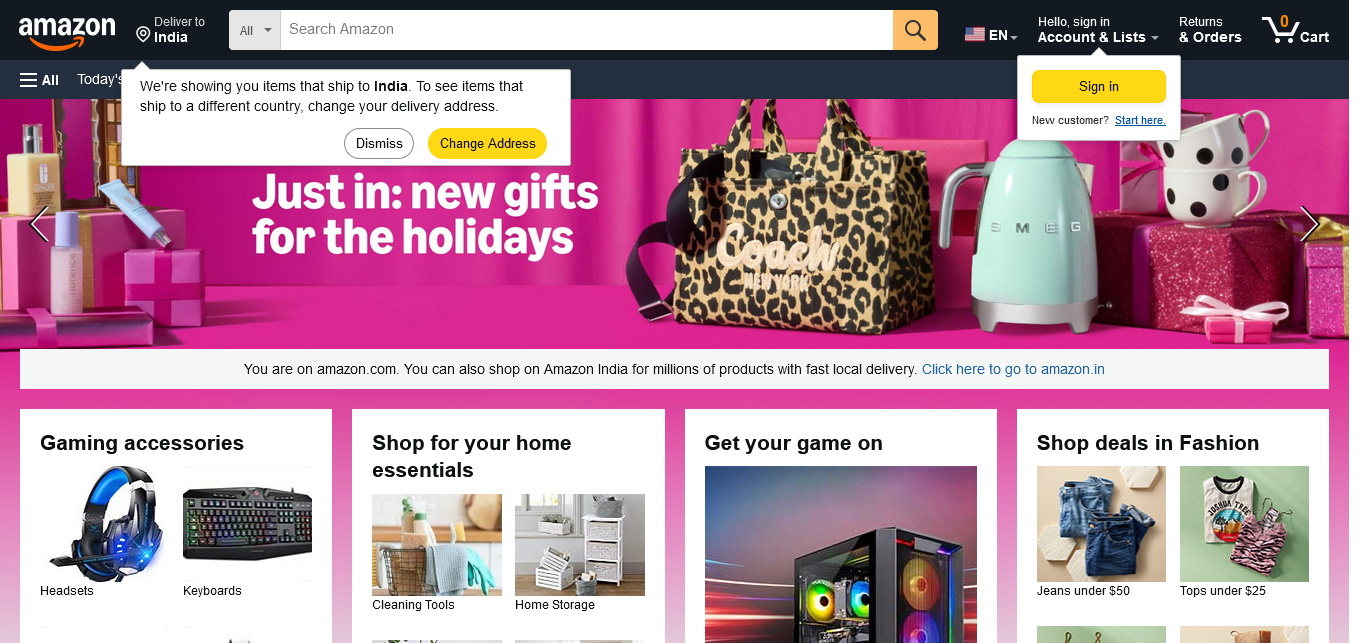 amazon
Deliver to
India
All
Search Amazon
EN
Hello, sign in
Account & Lists
Returns
& Orders
0
Cart
All
Today's
We're showing you items that ship to India. To see items that
ship to a different country, change your delivery address.
Dismiss
Change Address
Sign in
New customer? Start here.
Just in: new gifts
for the holidays
CLINIQUE
florence
Coach
NEW YORK
SMEG
You are on amazon.com. You can also shop on Amazon India for millions of products with fast local delivery. Click here to go to amazon.in
Gaming accessories
Headsets
Keyboards
Shop for your home
essentials
Cleaning Tools
Home Storage
Get your game on
Shop deals in Fashion
JOSHUA TREE
Jeans under $50
Tops under $25